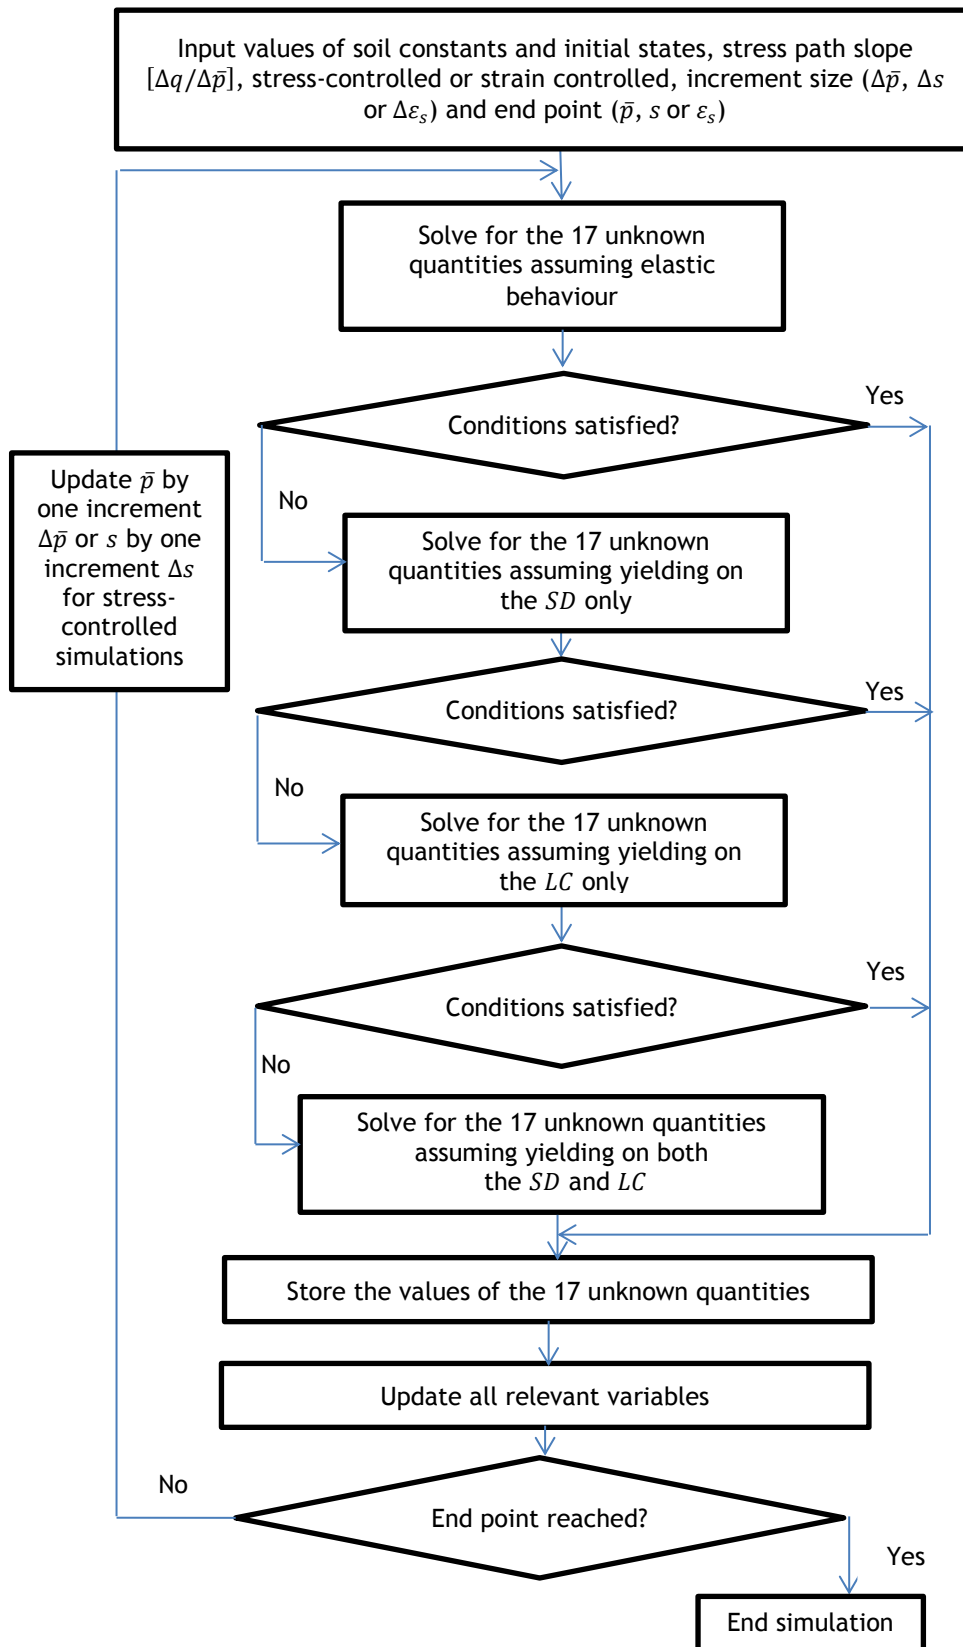 Input values of soil constants and initial states, stress path slope
[Δq/Δp̄], stress-controlled or strain controlled, increment size (Δp̄, Δs
or Δε_s) and end point (p̄, s or ε_s)
Solve for the 17 unknown
quantities assuming elastic
behaviour
Conditions satisfied?
Yes
No
Update p̄ by
one increment
Δp̄ or s by one
increment Δs
for stress-
controlled
simulations
Solve for the 17 unknown
quantities assuming yielding on
the SD only
Conditions satisfied?
Yes
No
Solve for the 17 unknown
quantities assuming yielding on
the LC only
Conditions satisfied?
Yes
No
Solve for the 17 unknown quantities
assuming yielding on both
the SD and LC
Store the values of the 17 unknown quantities
Update all relevant variables
No
End point reached?
Yes
End simulation